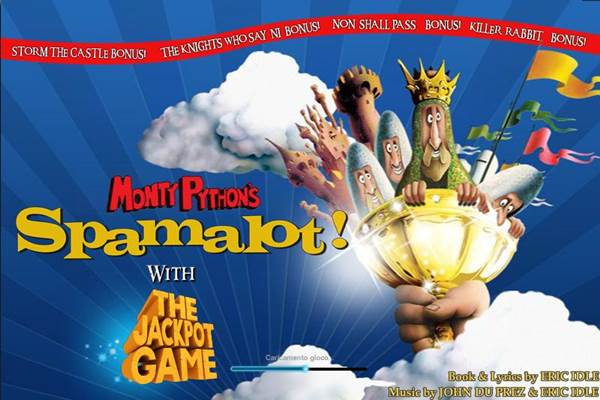 STORM THE CASTLE BONUS! THE KNIGHTS WHO SAY NI BONUS! NON SHALL PASS BONUS! KILLER RABBIT BONUS!
MONTY PYTHON'S
Spamalot!
WITH
THE
JACKPOT
GAME
Caricamento gioco
Book & Lyrics by ERIC IDLE
Music by JOHN DU PREZ & ERIC IDLE